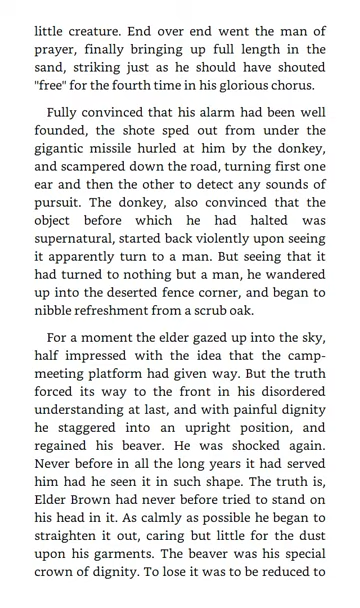 little creature. End over end went the man of
prayer, finally bringing up full length in the
sand, striking just as he should have shouted
"free" for the fourth time in his glorious chorus.
Fully convinced that his alarm had been well
founded, the shote sped out from under the
gigantic missile hurled at him by the donkey,
and scampered down the road, turning first one
ear and then the other to detect any sounds of
pursuit. The donkey, also convinced that the
object before which he had halted was
supernatural, started back violently upon seeing
it apparently turn to a man. But seeing that it
had turned to nothing but a man, he wandered
up into the deserted fence corner, and began to
nibble refreshment from a scrub oak.
For a moment the elder gazed up into the sky,
half impressed with the idea that the camp-
meeting platform had given way. But the truth
forced its way to the front in his disordered
understanding at last, and with painful dignity
he staggered into an upright position, and
regained his beaver. He was shocked again.
Never before in all the long years it had served
him had he seen it in such shape. The truth is,
Elder Brown had never before tried to stand on
his head in it. As calmly as possible he began to
straighten it out, caring but little for the dust
upon his garments. The beaver was his special
crown of dignity. To lose it was to be reduced to